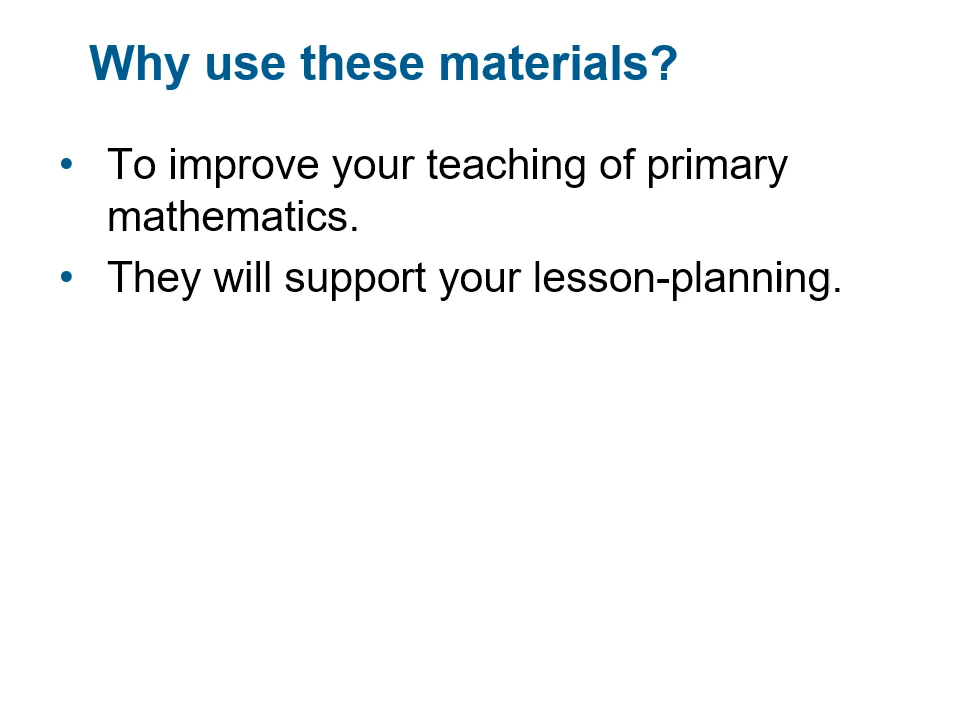 Why use these materials?
• To improve your teaching of primary
mathematics.
• They will support your lesson-planning.